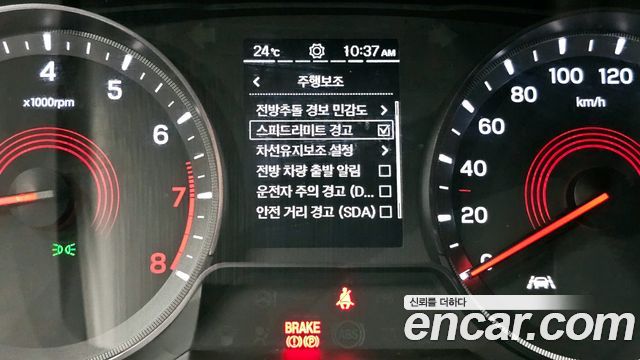 24℃ 10:37 AM
주행보조
전방추돌 경보 민감도
스피드리미트 경고
차선유지보조 설정
전방 차량 출발 알림
운전자 주의 경고 (D...
안전 거리 경고 (SDA)
4
5
6
7
8
x1000rpm
120
100
80
60
40
20
0
km/h
BRAKE
(!) (P)
ABS
신뢰를 더하다
encar.com